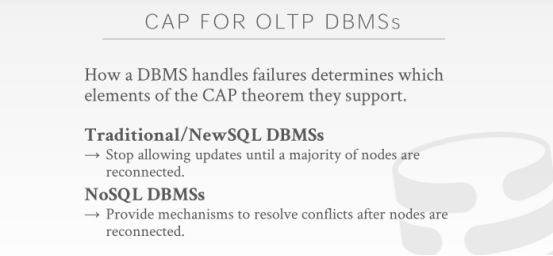 CAP FOR OLTP DBMSs
How a DBMS handles failures determines which
elements of the CAP theorem they support.
Traditional/NewSQL DBMSs
→ Stop allowing updates until a majority of nodes are
reconnected.
NoSQL DBMSs
→ Provide mechanisms to resolve conflicts after nodes are
reconnected.